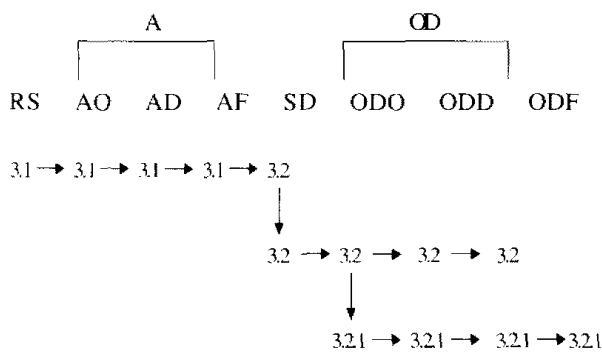 A OD
RS AO AD AF SD ODO ODD ODF
3.1 → 3.1 → 3.1 → 3.1 → 3.2
3.2 → 3.2 → 3.2 → 3.2
3.2.1 → 3.2.1 → 3.2.1 → 3.2.1